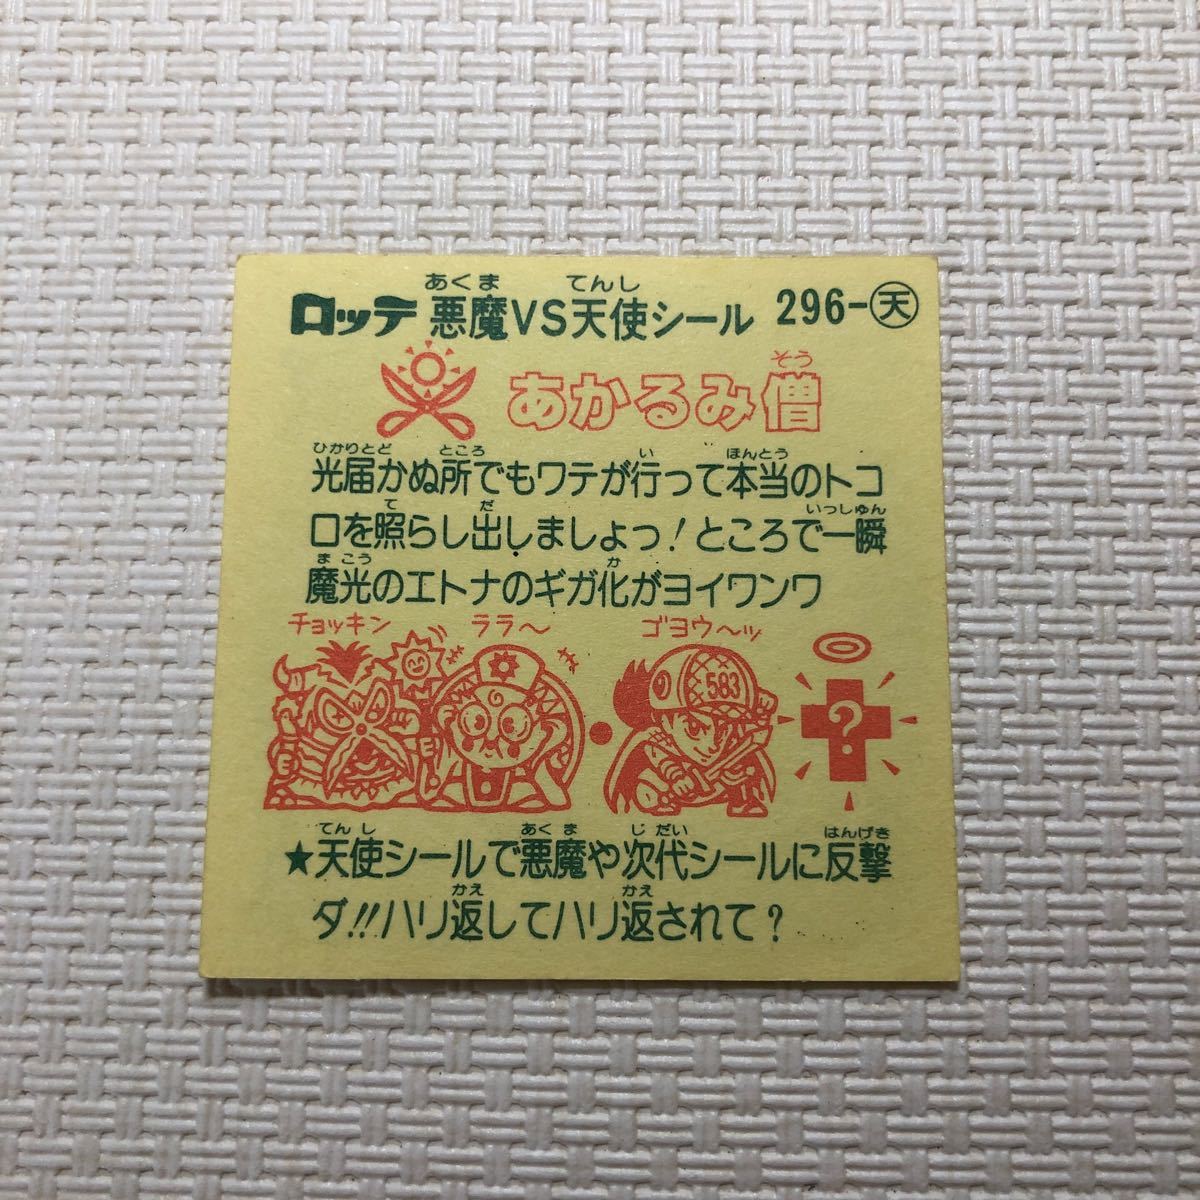 ロッテ 悪魔VS天使シール 296-㊝
あくま てんし
あかるみ僧
そう
ひかりとど ところ い ほんとう
光届かぬ所でもワテが行って本当のトコ
て だ いっしゅん
ロを照らし出しましょっ!ところで一瞬
まこう か
魔光のエトナのギガ化がヨイワンワ
チョッキン ララ〜 ゴヨウ〜ッ
583
?
てんし あくま じだい はんげき
★天使シールで悪魔や次代シールに反撃
かえ かえ
ダ!!ハリ返してハリ返されて?